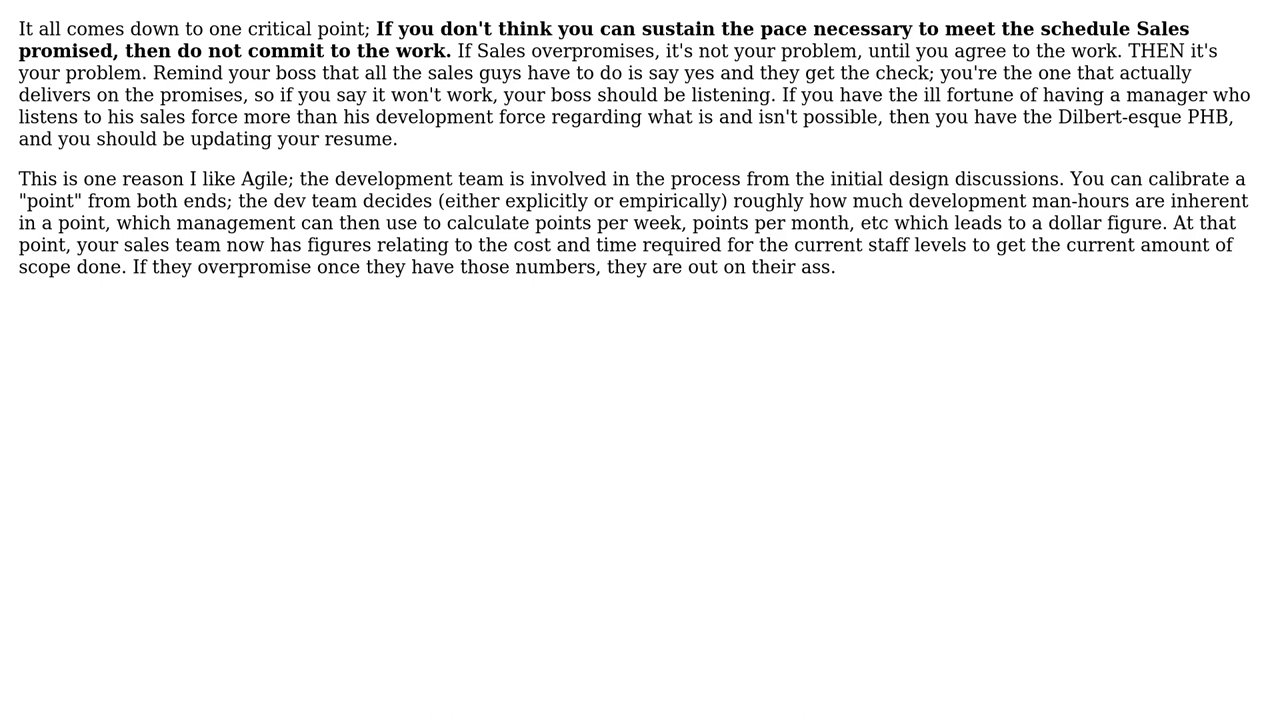 It all comes down to one critical point; If you don't think you can sustain the pace necessary to meet the schedule Sales
promised, then do not commit to the work. If Sales overpromises, it's not your problem, until you agree to the work. THEN it's
your problem. Remind your boss that all the sales guys have to do is say yes and they get the check; you're the one that actually
delivers on the promises, so if you say it won't work, your boss should be listening. If you have the ill fortune of having a manager who
listens to his sales force more than his development force regarding what is and isn't possible, then you have the Dilbert-esque PHB,
and you should be updating your resume.
This is one reason I like Agile; the development team is involved in the process from the initial design discussions. You can calibrate a
"point" from both ends; the dev team decides (either explicitly or empirically) roughly how much development man-hours are inherent
in a point, which management can then use to calculate points per week, points per month, etc which leads to a dollar figure. At that
point, your sales team now has figures relating to the cost and time required for the current staff levels to get the current amount of
scope done. If they overpromise once they have those numbers, they are out on their ass.